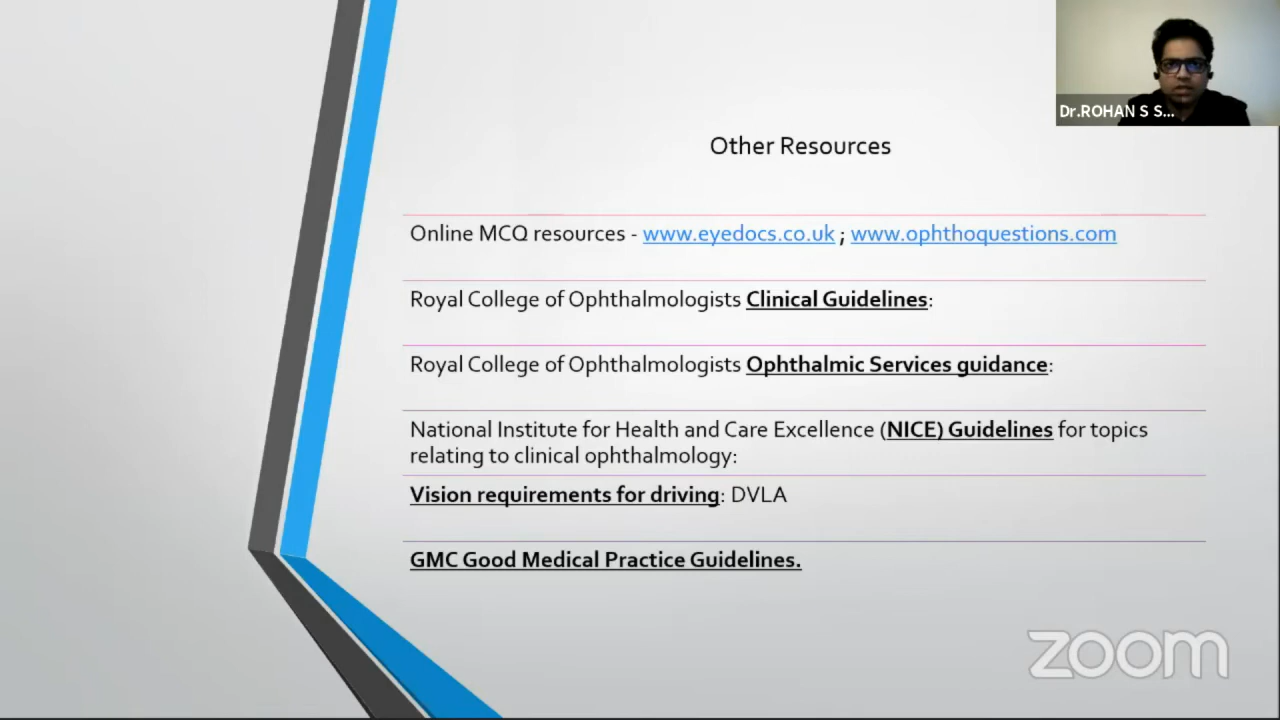 Dr.ROHAN S S...
Other Resources
Online MCQ resources - www.eyedocs.co.uk ; www.ophthoquestions.com
Royal College of Ophthalmologists Clinical Guidelines:
Royal College of Ophthalmologists Ophthalmic Services guidance:
National Institute for Health and Care Excellence (NICE) Guidelines for topics
relating to clinical ophthalmology:
Vision requirements for driving: DVLA
GMC Good Medical Practice Guidelines.
zoom